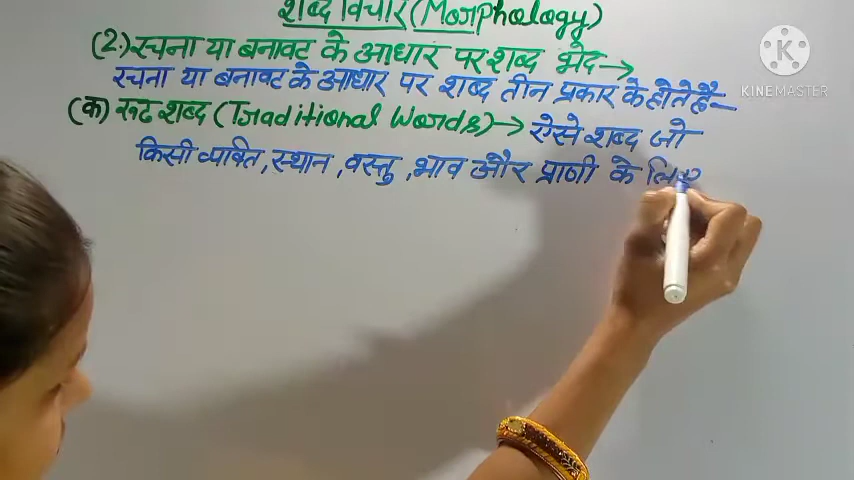 शब्द विचार (Morphology)
(2.) रचना या बनावट के आधार पर शब्द भेद →
रचना या बनावट के आधार पर शब्द तीन प्रकार के होते हैं–
(क) रूढ़ शब्द (Traditional Words) → ऐसे शब्द जो
किसी व्यक्ति, स्थान, वस्तु, भाव और प्राणी के लिए
KINEMASTER